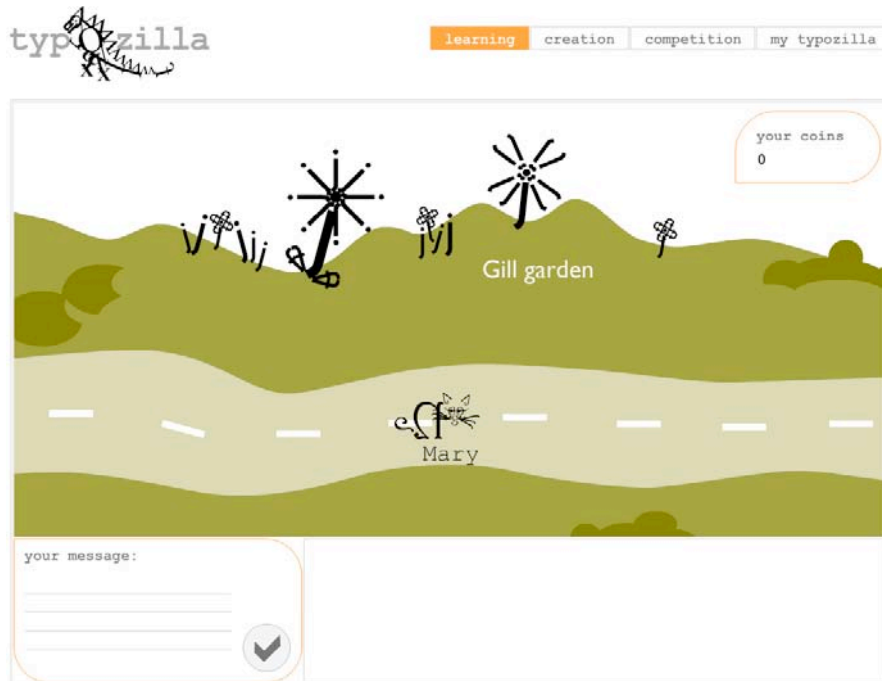 typozilla
learning creation competition my typozilla
your coins
0
Gill garden
Mary
your message: